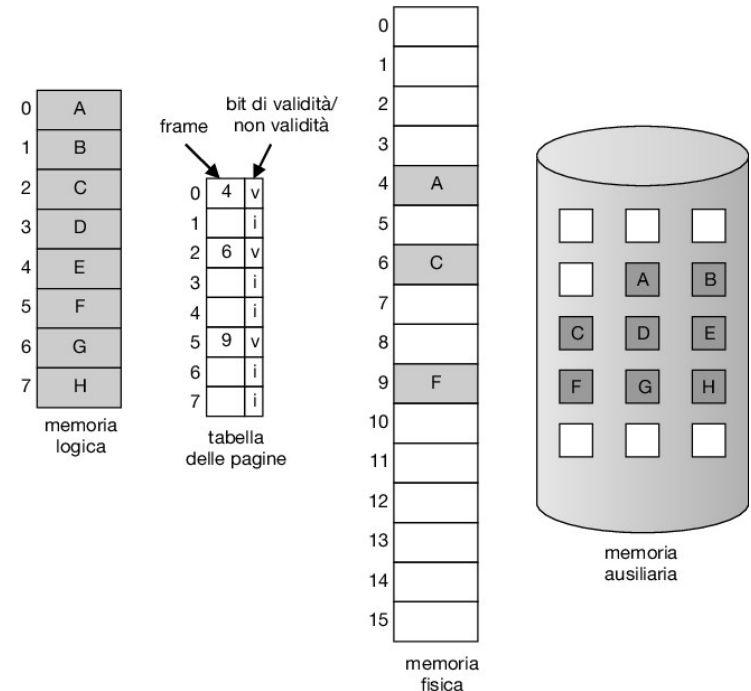 0 A
1 B
2 C
3 D
4 E
5 F
6 G
7 H
memoria
logica
frame
bit di validità/
non validità
0 4 v
1 i
2 6 v
3 i
4 i
5 9 v
6 i
7 i
tabella
delle pagine
0
1
2
3
4 A
5
6 C
7
8
9 F
10
11
12
13
14
15
memoria
fisica
A B
C D E
F G H
memoria
ausiliaria